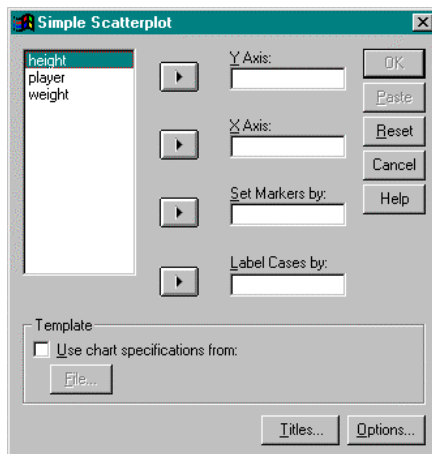 Simple Scatterplot
height
player
weight
Y Axis:
X Axis:
Set Markers by:
Label Cases by:
OK
Paste
Reset
Cancel
Help
Template
Use chart specifications from:
File...
Titles...
Options...